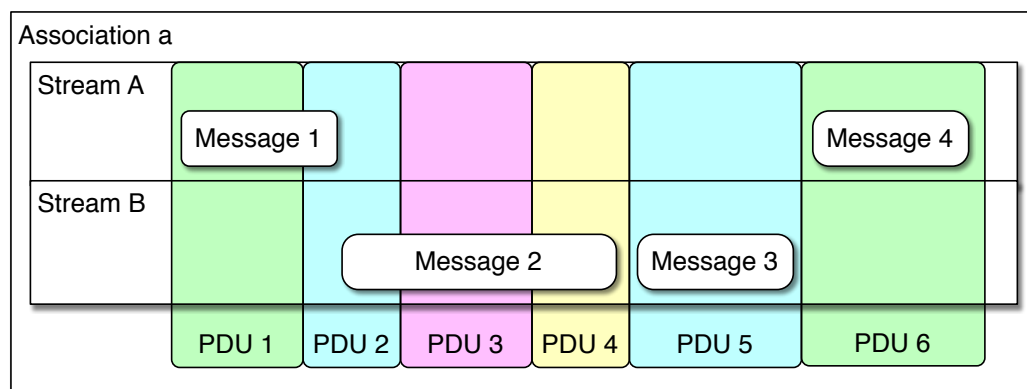 Association a
Stream A
Message 1
Message 4
Stream B
Message 2
Message 3
PDU 1
PDU 2
PDU 3
PDU 4
PDU 5
PDU 6